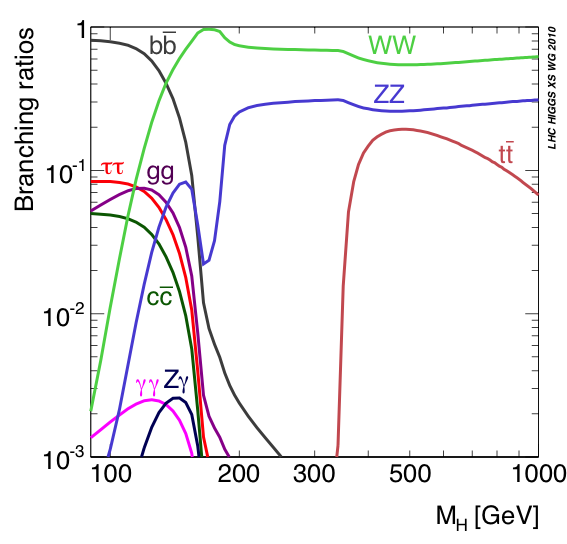 Branching ratios
1
10⁻¹
10⁻²
10⁻³
bb̅
WW
ZZ
tt̅
ττ
gg
cc̅
γγ
Zγ
LHC HIGGS XS WG 2010
100 200 300 500 1000
M_H [GeV]